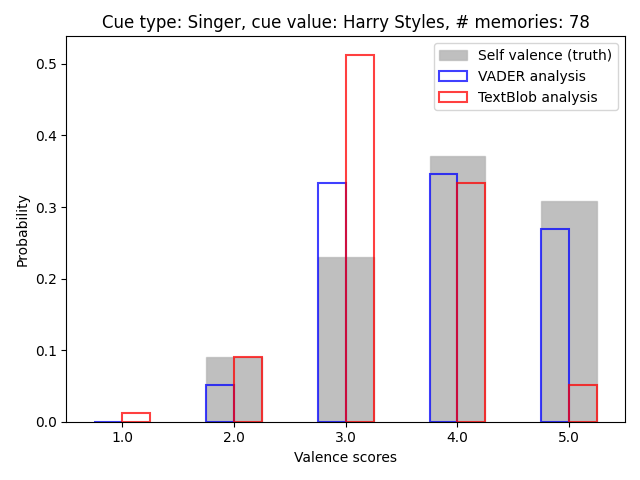 Cue type: Singer, cue value: Harry Styles, # memories: 78
Self valence (truth)
VADER analysis
TextBlob analysis
Probability
0.5
0.4
0.3
0.2
0.1
0.0
1.0 2.0 3.0 4.0 5.0
Valence scores